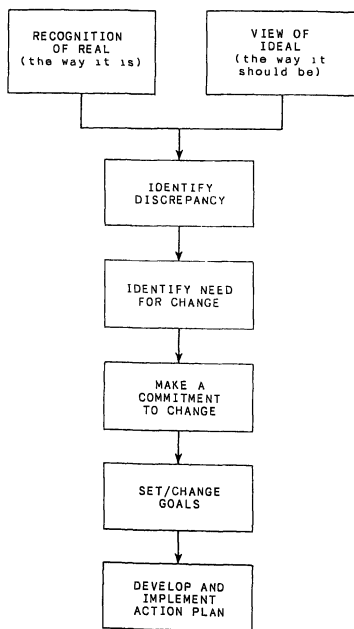 RECOGNITION
OF REAL
(the way it is)
VIEW OF
IDEAL
(the way it
should be)
IDENTIFY
DISCREPANCY
IDENTIFY NEED
FOR CHANGE
MAKE A
COMMITMENT
TO CHANGE
SET/CHANGE
GOALS
DEVELOP AND
IMPLEMENT
ACTION PLAN